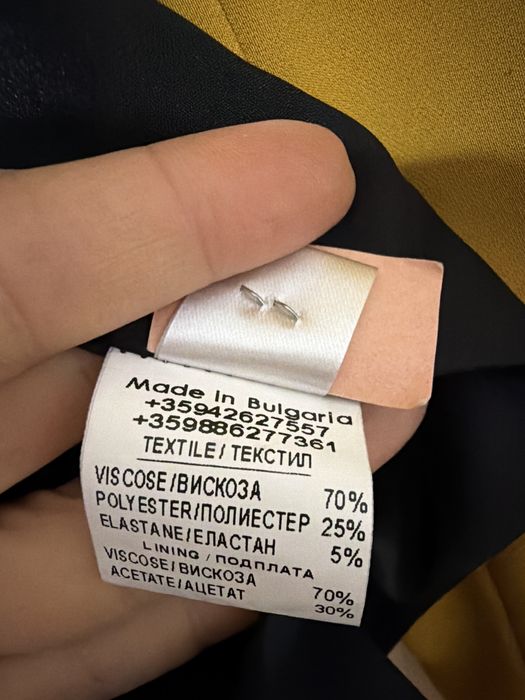 Made in Bulgaria
+35942627557
+359886277361
TEXTILE / ТЕКСТИЛ
VISCOSE/ВИСКОЗА 70%
POLYESTER/ПОЛИЕСТЕР 25%
ELASTANE/ЕЛАСТАН 5%
LINING / ПОДПЛАТА
VISCOSE/ВИСКОЗА 70%
ACETATE/АЦЕТАТ 30%